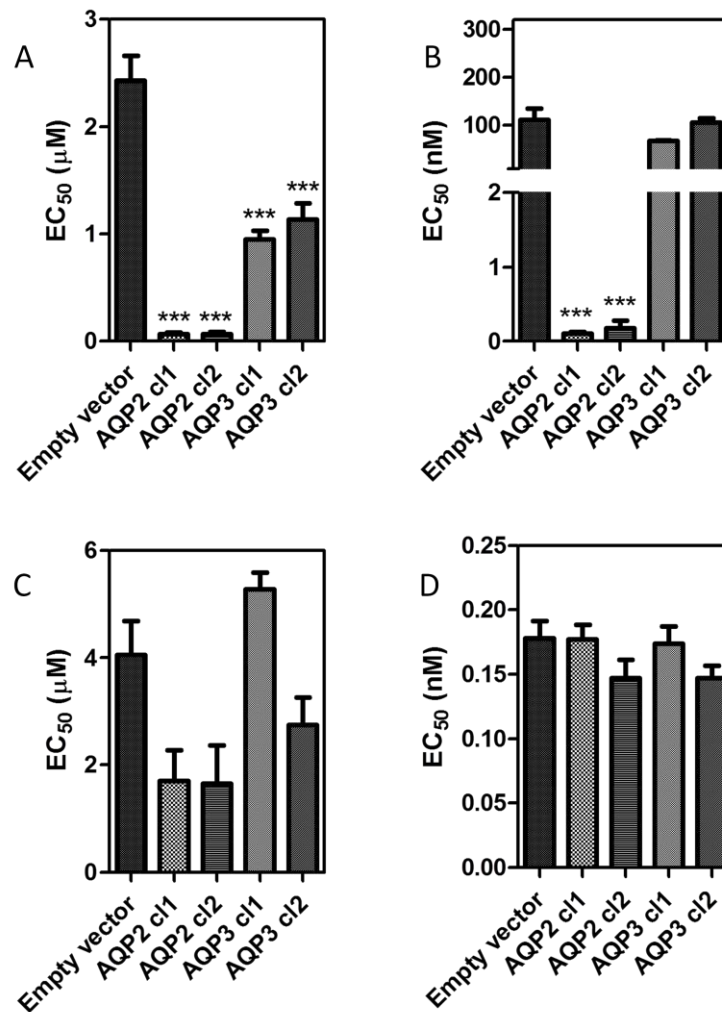 A
EC50 (μM)
3
2
1
0
***
***
***
***
Empty vector
AQP2 cl1
AQP2 cl2
AQP3 cl1
AQP3 cl2
B
EC50 (nM)
300
200
100
2
1
0
***
***
Empty vector
AQP2 cl1
AQP2 cl2
AQP3 cl1
AQP3 cl2
C
EC50 (μM)
6
4
2
0
Empty vector
AQP2 cl1
AQP2 cl2
AQP3 cl1
AQP3 cl2
D
EC50 (nM)
0.25
0.20
0.15
0.10
0.05
0.00
Empty vector
AQP2 cl1
AQP2 cl2
AQP3 cl1
AQP3 cl2